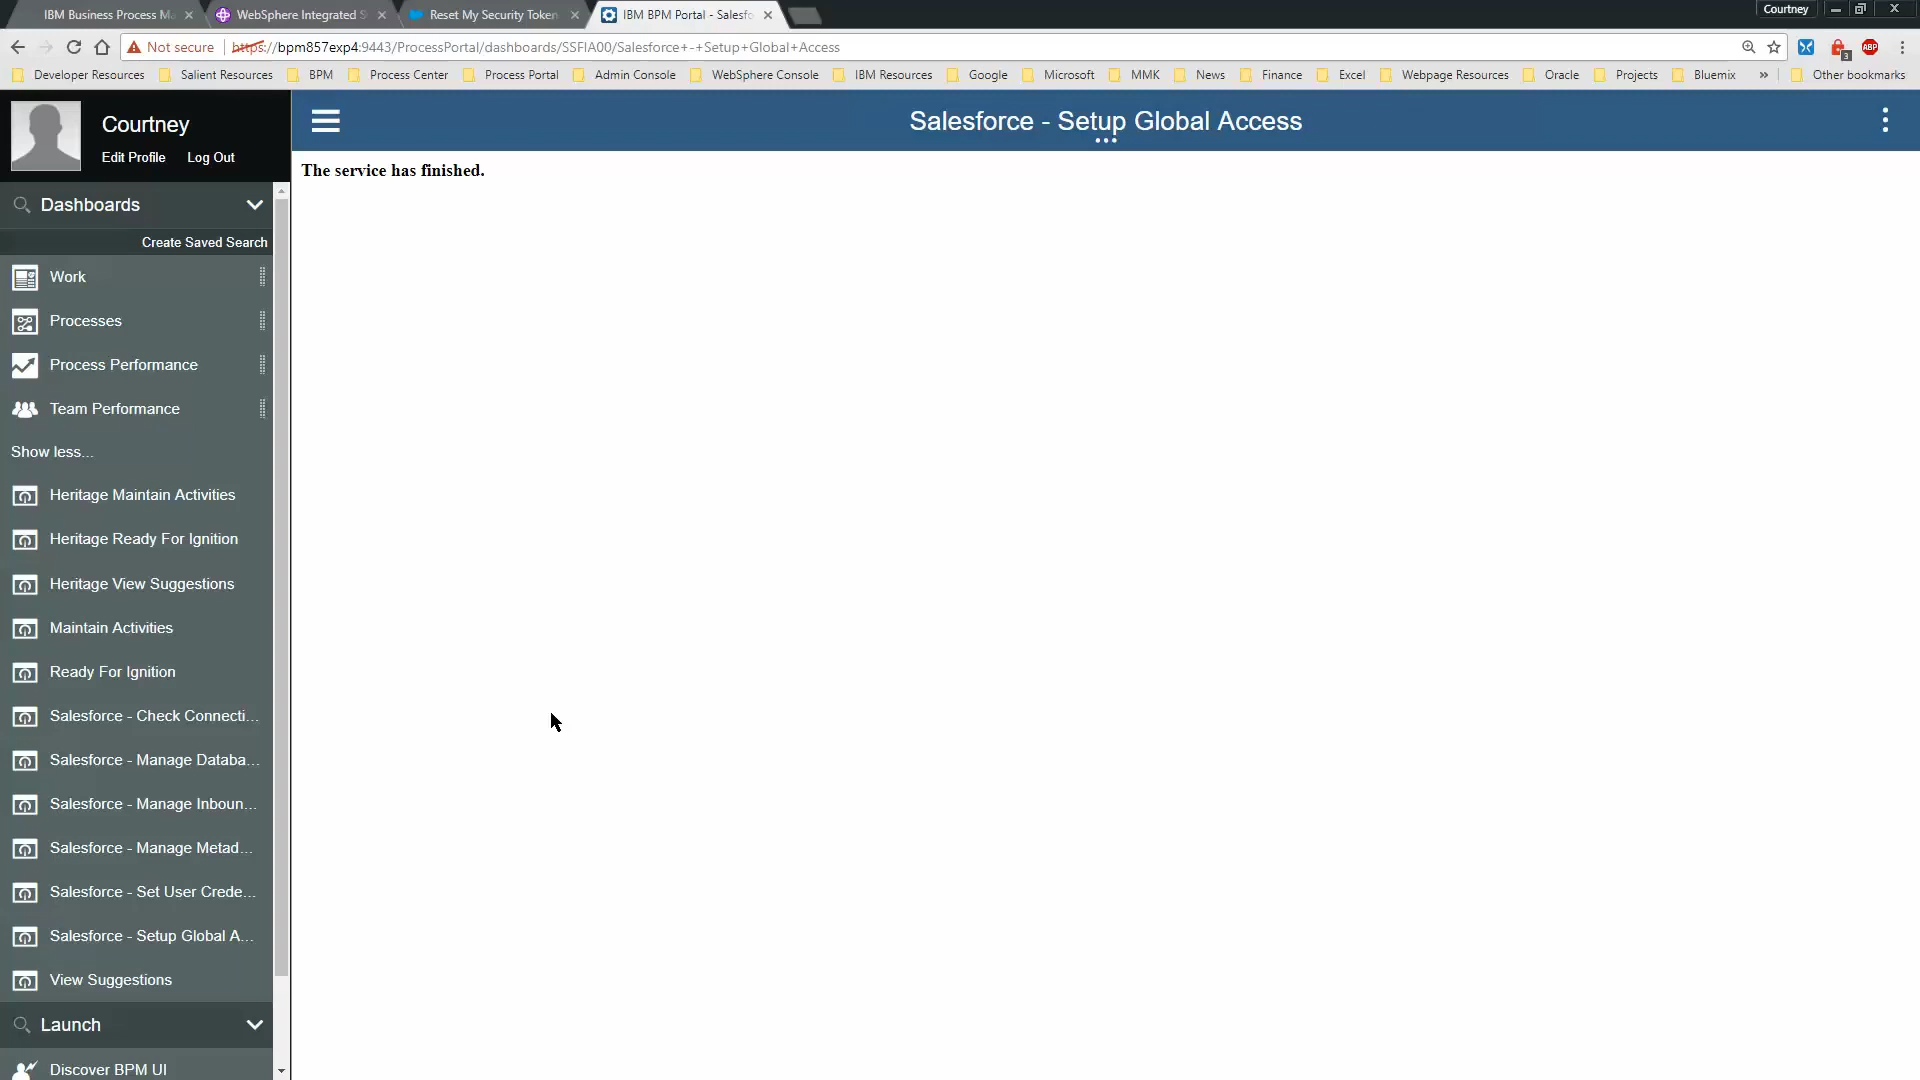 IBM Business Process Ma
WebSphere Integrated S
Reset My Security Token
IBM BPM Portal - Salesfo
Courtney
Not secure
https://bpm857exp4:9443/ProcessPortal/dashboards/SSFIA00/Salesforce+-+Setup+Global+Access
3
ABP
Developer Resources
Salient Resources
BPM
Process Center
Process Portal
Admin Console
WebSphere Console
IBM Resources
Google
Microsoft
MMK
News
Finance
Excel
Webpage Resources
Oracle
Projects
Bluemix
»
Other bookmarks
Courtney
Edit Profile
Log Out
Salesforce - Setup Global Access
The service has finished.
Dashboards
Create Saved Search
Work
Processes
Process Performance
Team Performance
Show less...
Heritage Maintain Activities
Heritage Ready For Ignition
Heritage View Suggestions
Maintain Activities
Ready For Ignition
Salesforce - Check Connecti...
Salesforce - Manage Databa...
Salesforce - Manage Inboun...
Salesforce - Manage Metad...
Salesforce - Set User Crede...
Salesforce - Setup Global A...
View Suggestions
Launch
Discover BPM UI